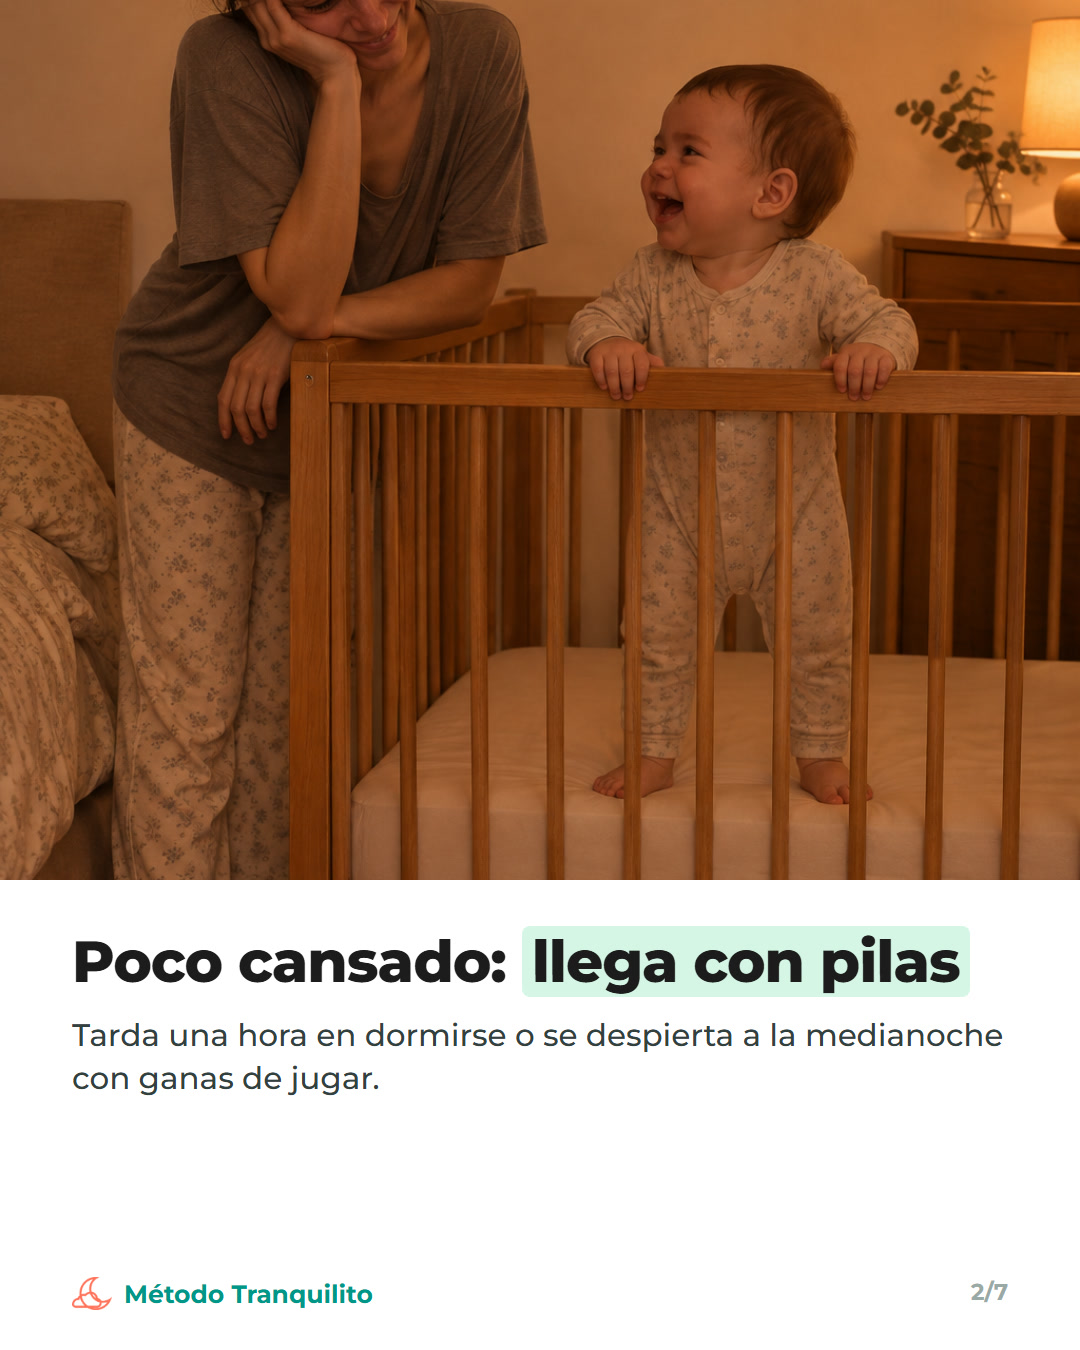 Poco cansado: llega con pilas
Tarda una hora en dormirse o se despierta a la medianoche
con ganas de jugar.
Método Tranquilito
2/7